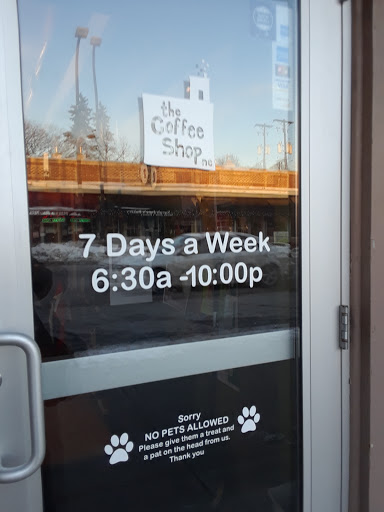 the
Coffee
Shop ne
7 Days a Week
6:30a -10:00p
Sorry
NO PETS ALLOWED
Please give them a treat and
a pat on the head from us.
Thank you